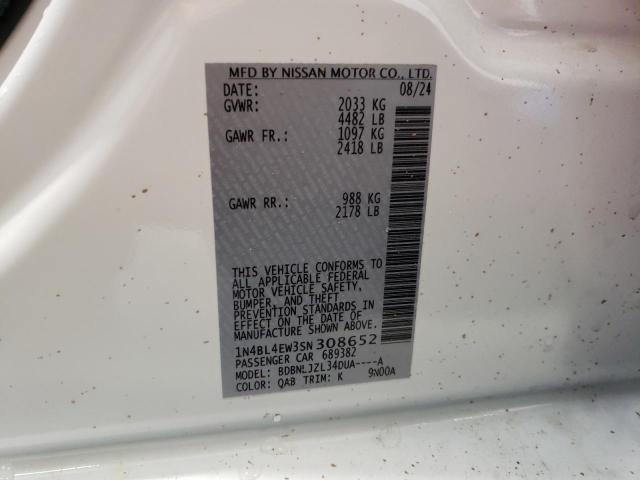 MFD BY NISSAN MOTOR CO., LTD.
DATE: 08/24
GVWR: 2033 KG
4482 LB
GAWR FR.: 1097 KG
2418 LB
GAWR RR.: 988 KG
2178 LB
THIS VEHICLE CONFORMS TO
ALL APPLICABLE FEDERAL
MOTOR VEHICLE SAFETY,
BUMPER, AND THEFT
PREVENTION STANDARDS IN
EFFECT ON THE DATE OF
MANUFACTURE SHOWN ABOVE.
1N4BL4EW3SN308652
PASSENGER CAR 689382
MODEL: BDBNLJZL34DUA----A
COLOR: QAB TRIM: K 9N00A